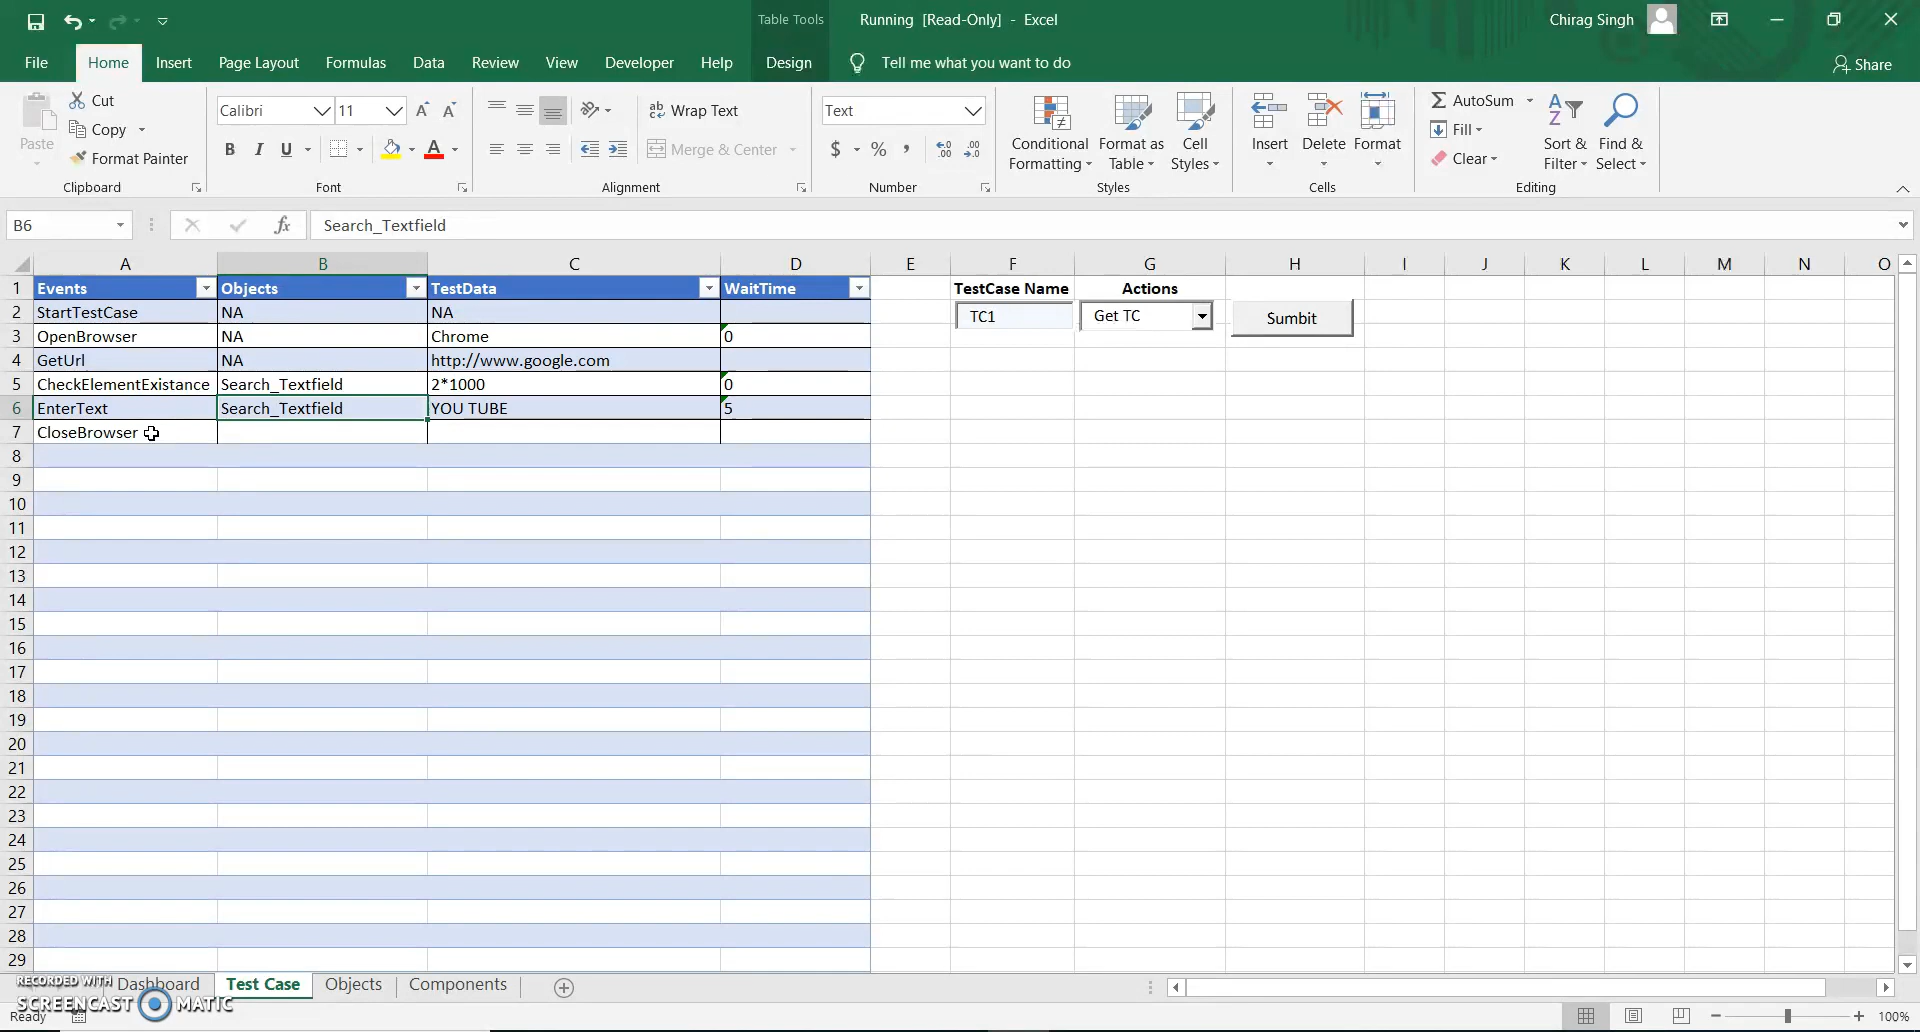 Table Tools
Running [Read-Only] - Excel
Chirag Singh
File Home Insert Page Layout Formulas Data Review View Developer Help Design Tell me what you want to do Share
Paste
Cut
Copy
Format Painter
Clipboard
Calibri 11
B I U
Font
Wrap Text
Merge & Center
Alignment
Text
$ % ,
Number
Conditional Formatting
Format as Table
Cell Styles
Styles
Insert Delete Format
Cells
AutoSum
Fill
Clear
Sort & Filter
Find & Select
Editing
B6 fx Search_Textfield
A B C D E F G H I J K L M N O
1 Events Objects TestData WaitTime TestCase Name Actions
2 StartTestCase NA NA TC1 Get TC Sumbit
3 OpenBrowser NA Chrome 0
4 GetUrl NA http://www.google.com
5 CheckElementExistance Search_Textfield 2*1000 0
6 EnterText Search_Textfield YOU TUBE 5
7 CloseBrowser
8
9
10
11
12
13
14
15
16
17
18
19
20
21
22
23
24
25
26
27
28
29
RECORDED WITH
SCREENCAST MATIC
Dashboard Test Case Objects Components
Ready
100%